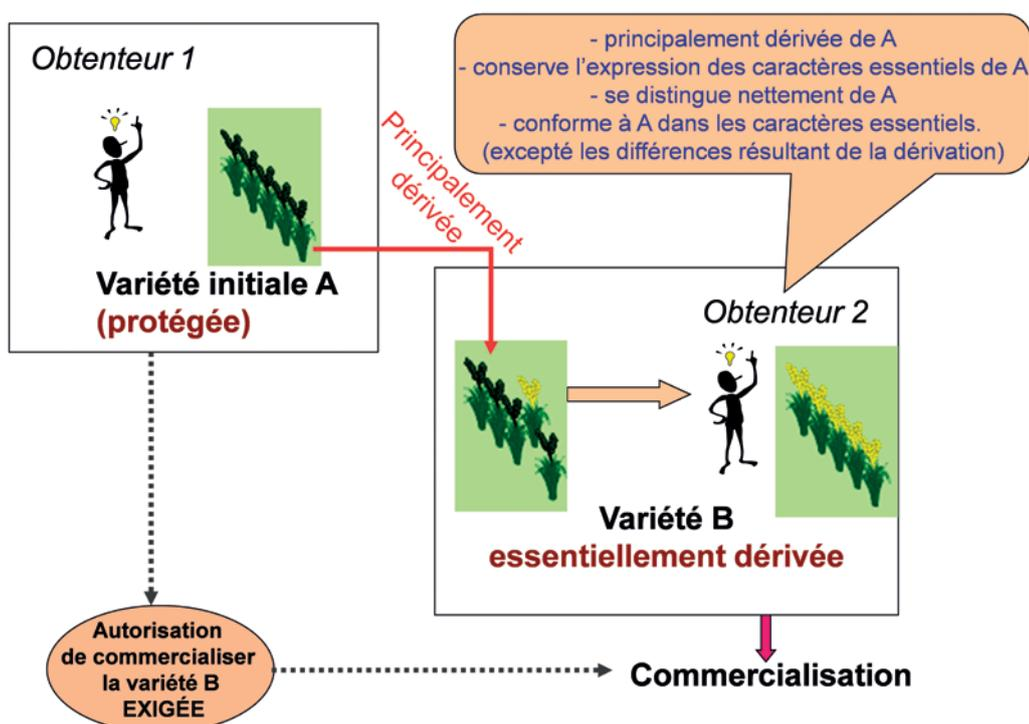 Obtenteur 1
Variété initiale A
(protégée)
Principalement
dérivée
- principalement dérivée de A
- conserve l’expression des caractères essentiels de A
- se distingue nettement de A
- conforme à A dans les caractères essentiels.
(excepté les différences résultant de la dérivation)
Obtenteur 2
Variété B
essentiellement dérivée
Autorisation
de commercialiser
la variété B
EXIGÉE
Commercialisation